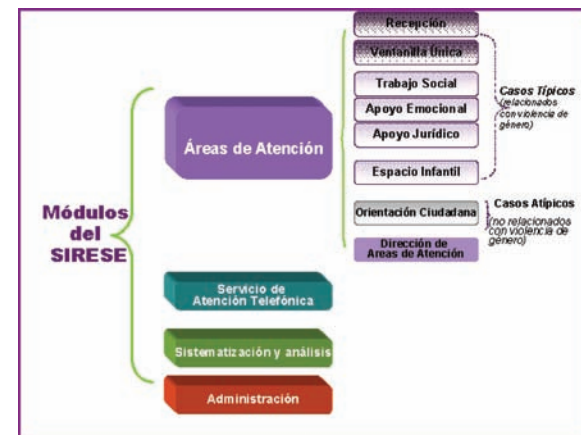 Módulos
del
SIRESE
Áreas de Atención
Recepción
Ventanilla Única
Trabajo Social
Apoyo Emocional
Apoyo Jurídico
Espacio Infantil
Orientación Ciudadana
Dirección de
Areas de Atención
Casos Típicos
(relacionados
con violencia de
género)
Casos Atípicos
(no relacionados
con violencia de
género)
Servicio de
Atención Telefónica
Sistematización y análisis
Administración